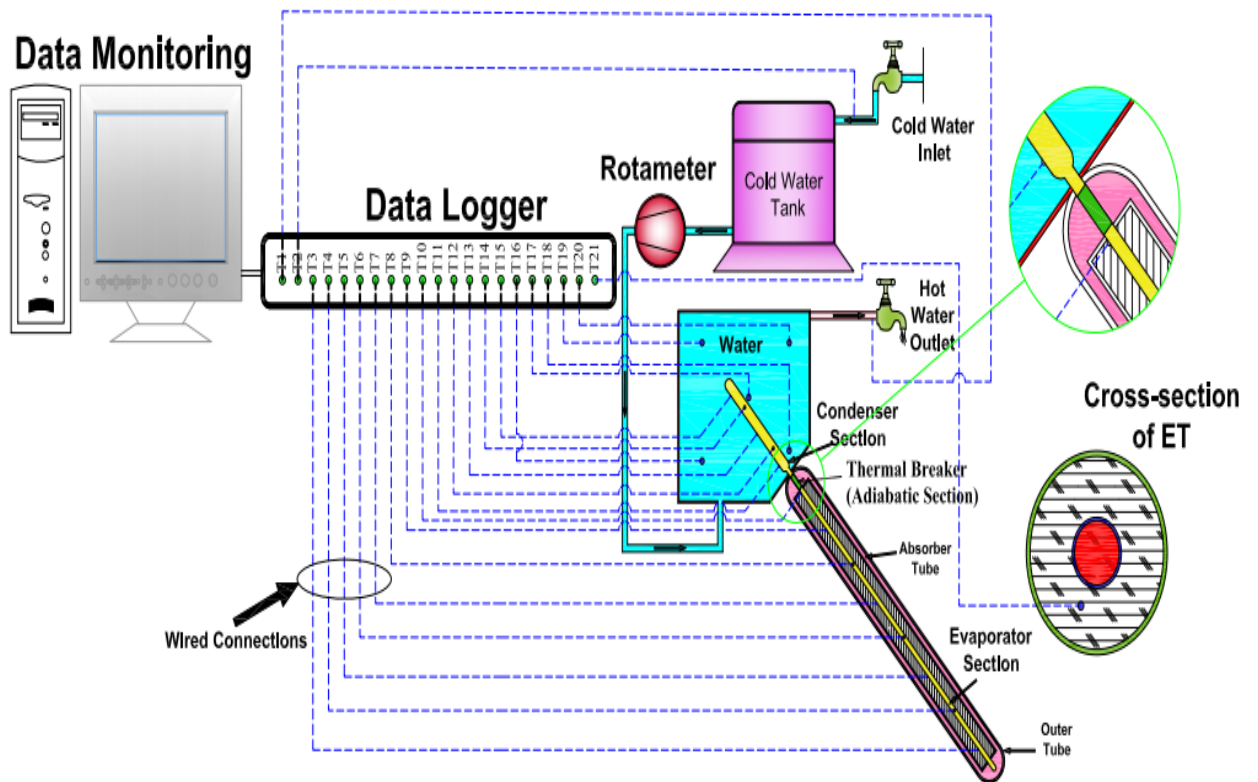 Data Monitoring
Data Logger
T1
T2
T3
T4
T5
T6
T7
T8
T9
T10
T11
T12
T13
T14
T15
T16
T17
T18
T19
T20
T21
Rotameter
Cold Water
Tank
Cold Water
Inlet
Hot
Water
Outlet
Water
Condenser
Section
Thermal Breaker
(Adiabatic Section)
Cross-section
of ET
Absorber
Tube
Evaporator
Section
Outer
Tube
WIred Connections